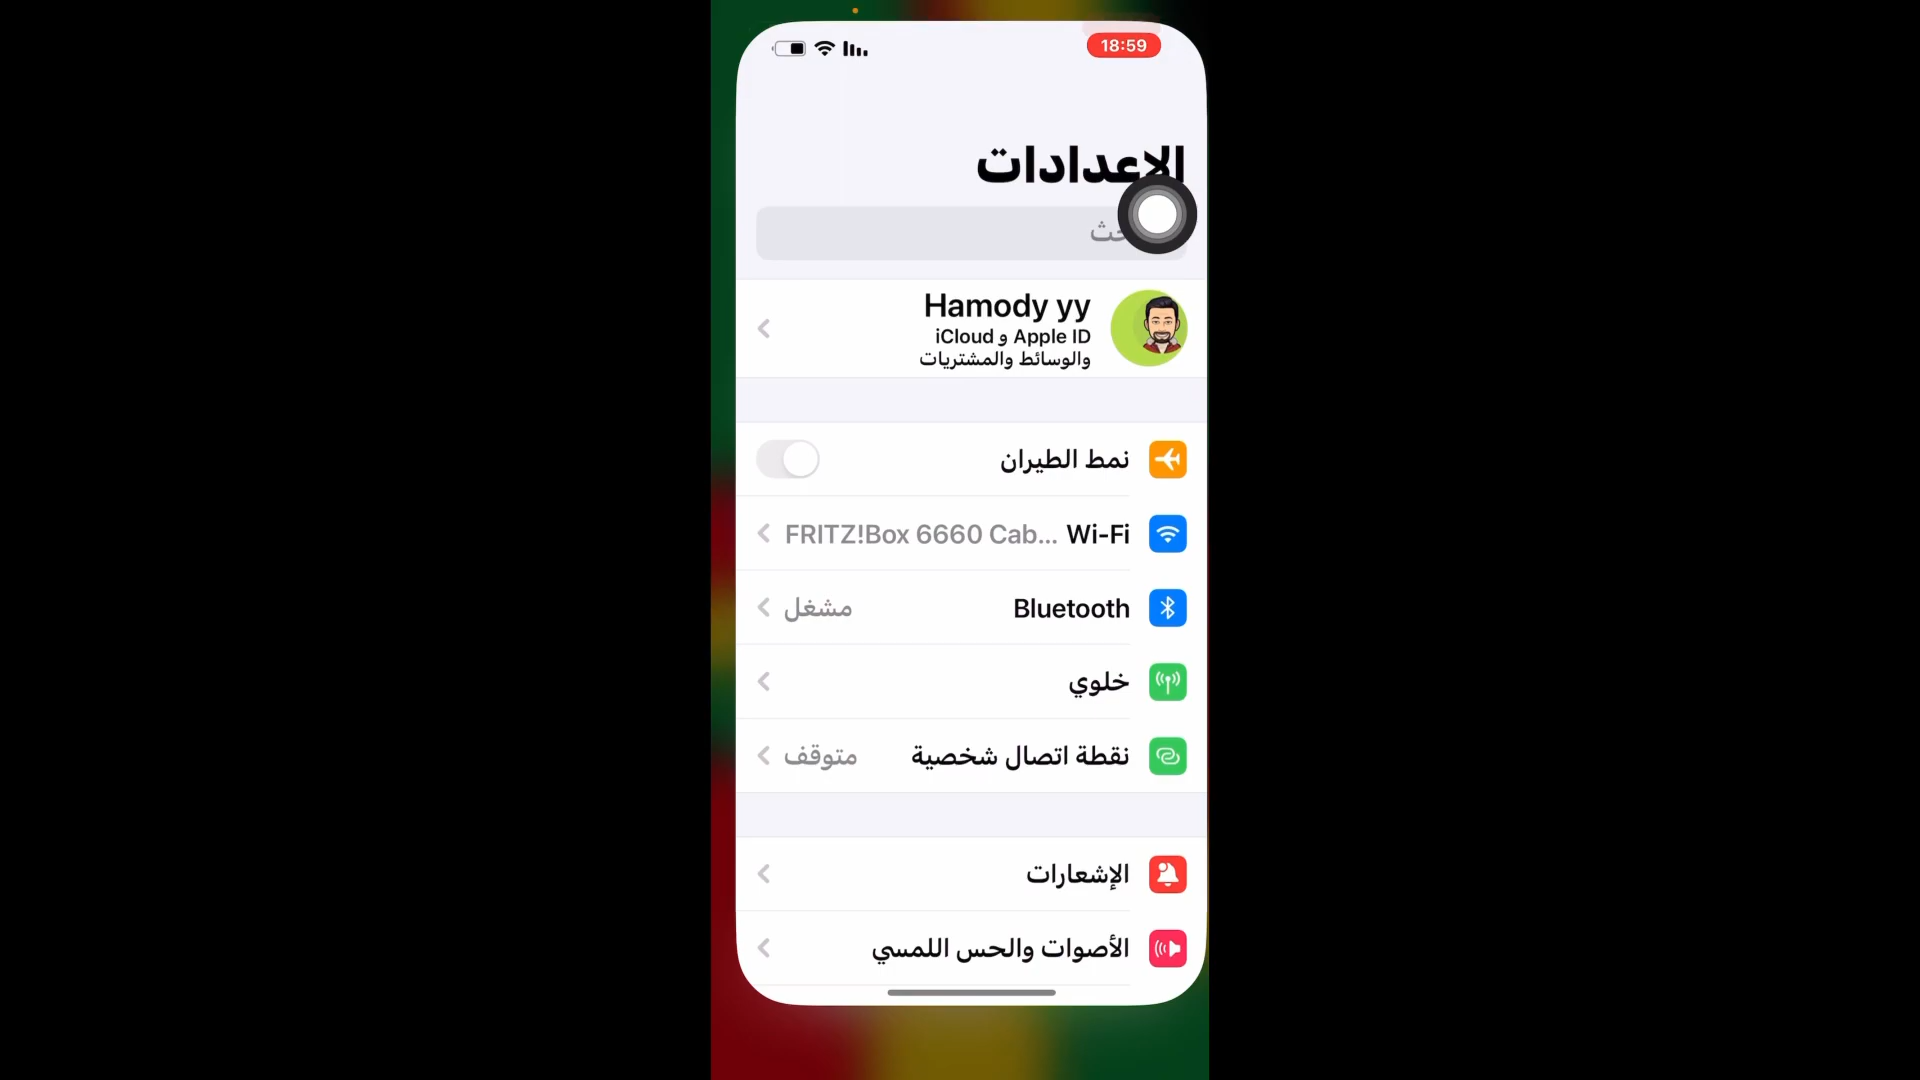 18:59
الإعدادات
Hamody yy
Apple ID و iCloud
والوسائط والمشتريات
نمط الطيران
Wi-Fi FRITZ!Box 6660 Cab...
Bluetooth مشغل
خلوي
نقطة اتصال شخصية متوقف
الإشعارات
الأصوات والحس اللمسي